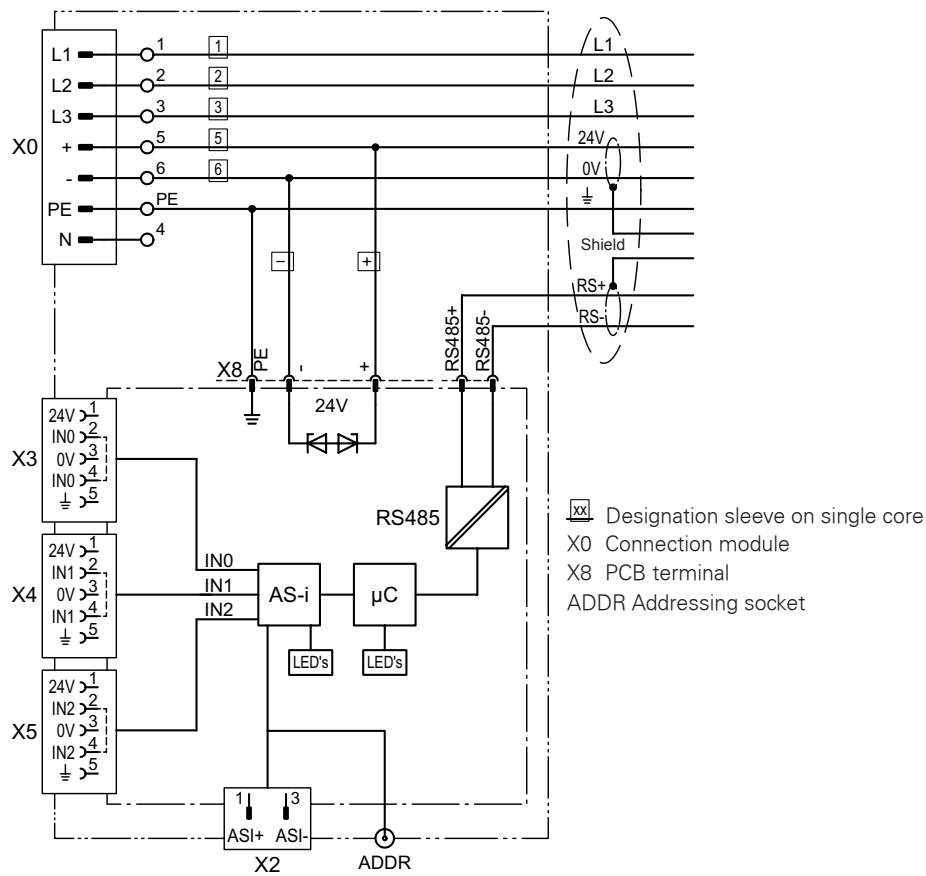 L1 1 1 L1
L2 2 2 L2
L3 3 3 L3
X0 + 5 5 24V
- 6 6 0V
PE PE
N 4
Shield
− +
RS+
RS-
RS485+ RS485-
X8 PE - +
24V
X3
24V 1
IN0 2
0V 3
IN0 4
5
RS485
X4
24V 1
IN1 2
0V 3
IN1 4
5
IN0
IN1
IN2
AS-i µC
LED's LED's
X5
24V 1
IN2 2
0V 3
IN2 4
5
1 3
ASI+ ASI-
X2 ADDR
xx Designation sleeve on single core
X0 Connection module
X8 PCB terminal
ADDR Addressing socket